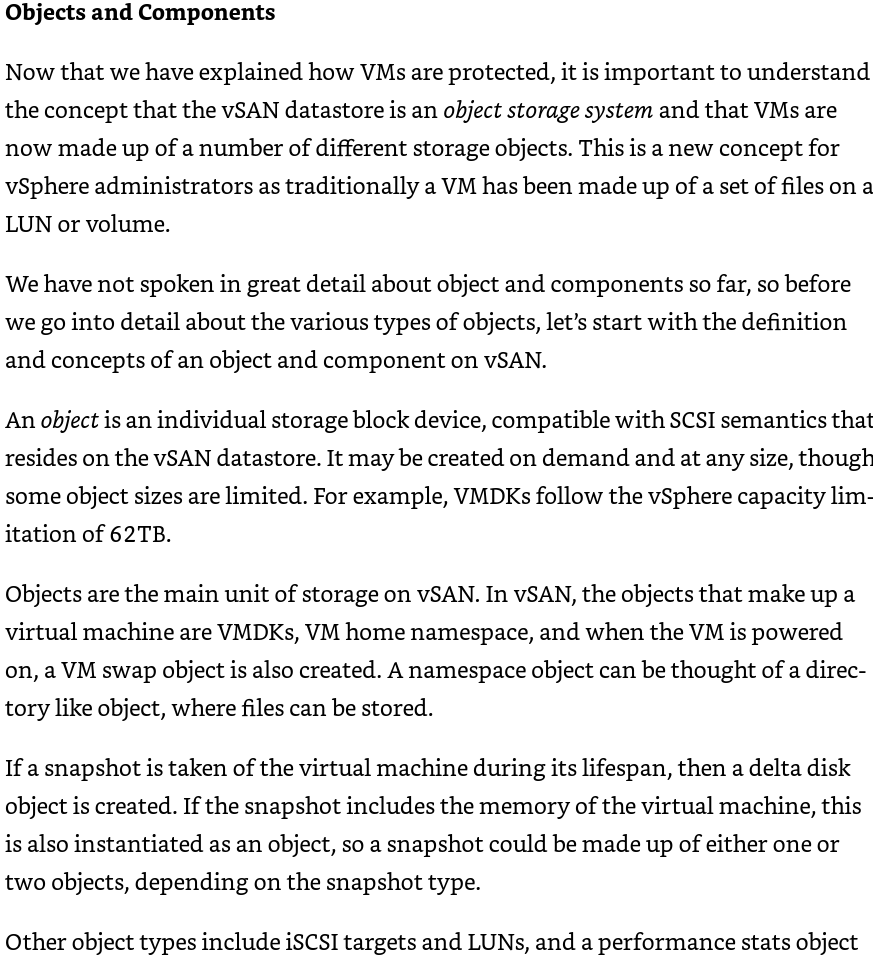 Objects and Components
Now that we have explained how VMs are protected, it is important to understand
the concept that the vSAN datastore is an object storage system and that VMs are
now made up of a number of different storage objects. This is a new concept for
vSphere administrators as traditionally a VM has been made up of a set of files on a
LUN or volume.
We have not spoken in great detail about object and components so far, so before
we go into detail about the various types of objects, let’s start with the definition
and concepts of an object and component on vSAN.
An object is an individual storage block device, compatible with SCSI semantics that
resides on the vSAN datastore. It may be created on demand and at any size, though
some object sizes are limited. For example, VMDKs follow the vSphere capacity lim-
itation of 62TB.
Objects are the main unit of storage on vSAN. In vSAN, the objects that make up a
virtual machine are VMDKs, VM home namespace, and when the VM is powered
on, a VM swap object is also created. A namespace object can be thought of a direc-
tory like object, where files can be stored.
If a snapshot is taken of the virtual machine during its lifespan, then a delta disk
object is created. If the snapshot includes the memory of the virtual machine, this
is also instantiated as an object, so a snapshot could be made up of either one or
two objects, depending on the snapshot type.
Other object types include iSCSI targets and LUNs, and a performance stats object